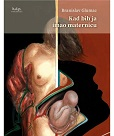 Branislav Glumac
Kad bih ja
imao maternicu